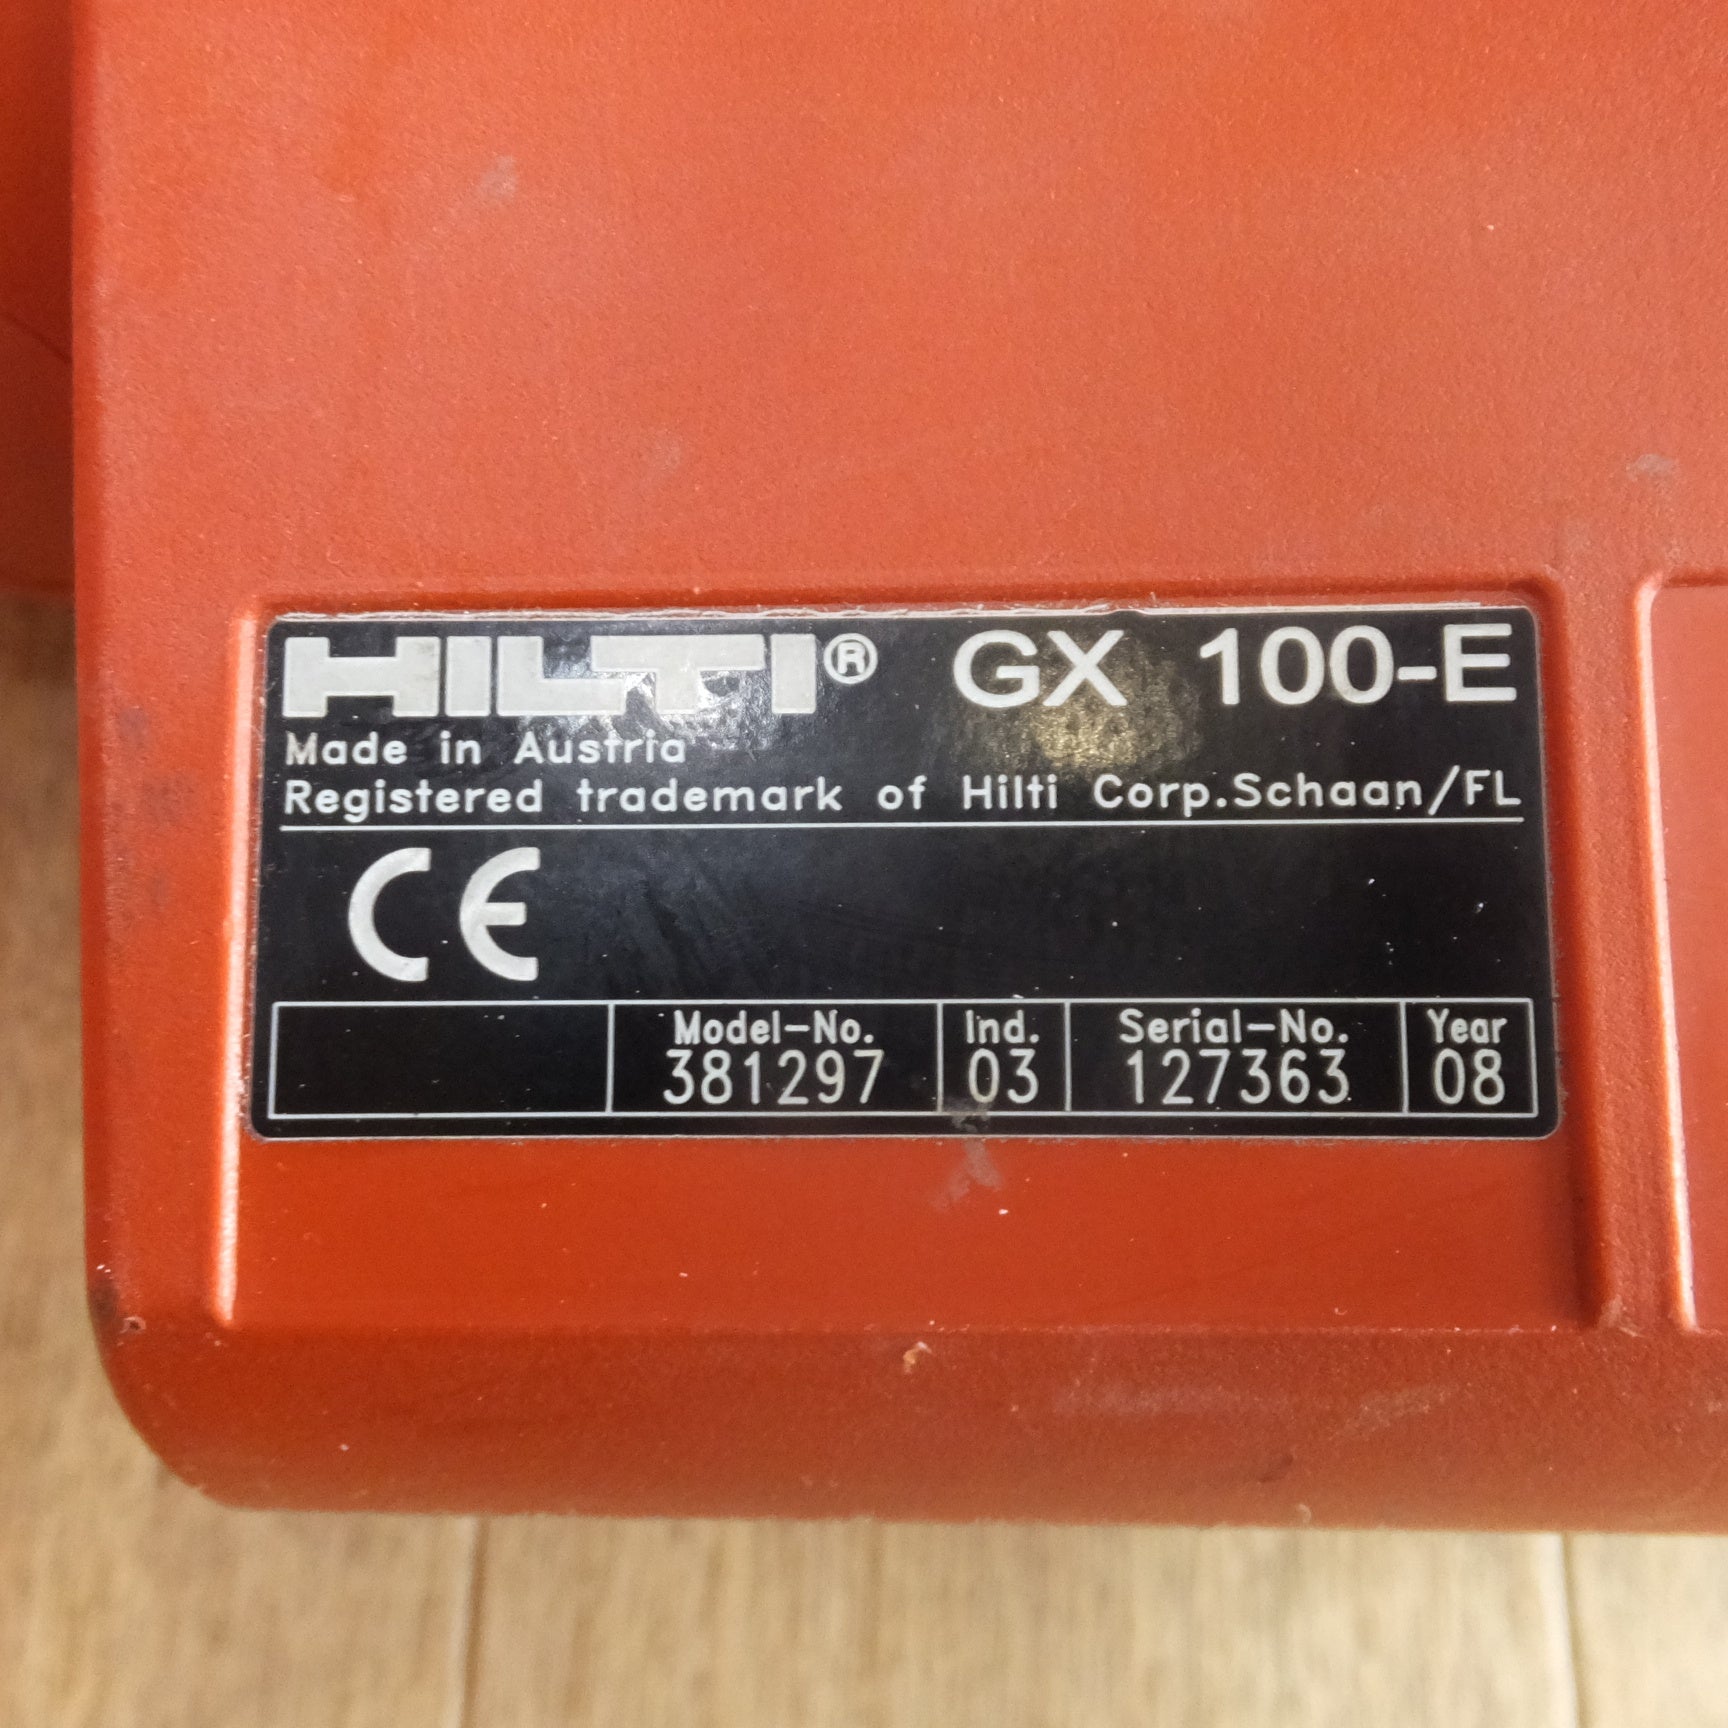 HILTI® GX 100-E
Made in Austria
Registered trademark of Hilti Corp.Schaan/FL
CE
Model-No. Ind. Serial-No. Year
381297 03 127363 08